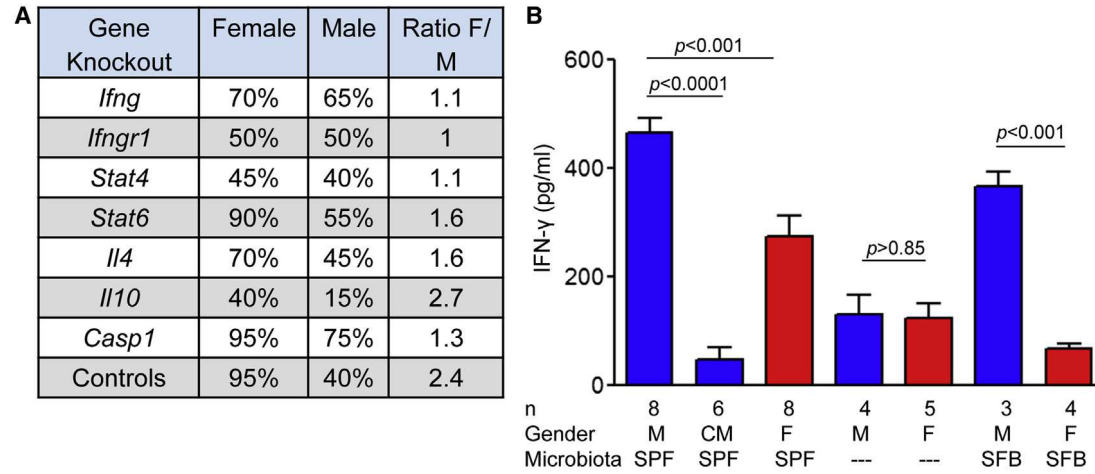 A
Gene Knockout Female Male Ratio F/ M
Ifng 70% 65% 1.1
Ifngr1 50% 50% 1
Stat4 45% 40% 1.1
Stat6 90% 55% 1.6
Il4 70% 45% 1.6
Il10 40% 15% 2.7
Casp1 95% 75% 1.3
Controls 95% 40% 2.4
B
IFN-γ (pg/ml)
600
400
200
0
p<0.001
p<0.0001
p>0.85
p<0.001
n 8 6 8 4 5 3 4
Gender M CM F M F M F
Microbiota SPF SPF SPF --- --- SFB SFB